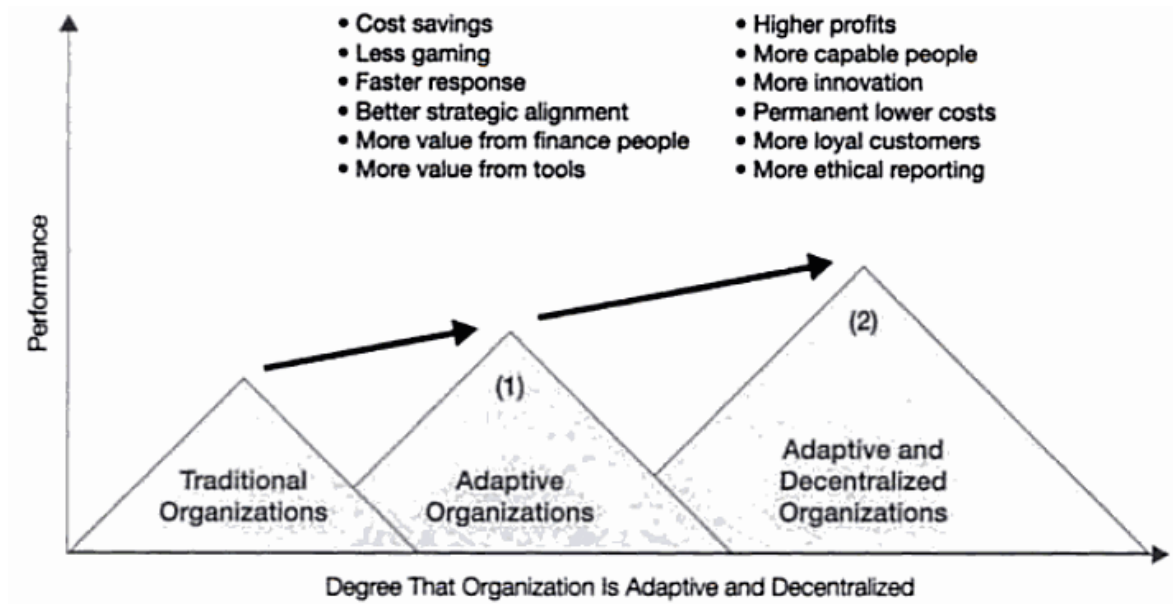 • Cost savings
• Less gaming
• Faster response
• Better strategic alignment
• More value from finance people
• More value from tools
• Higher profits
• More capable people
• More innovation
• Permanent lower costs
• More loyal customers
• More ethical reporting
Performance
(1)
(2)
Traditional
Organizations
Adaptive
Organizations
Adaptive and
Decentralized
Organizations
Degree That Organization Is Adaptive and Decentralized